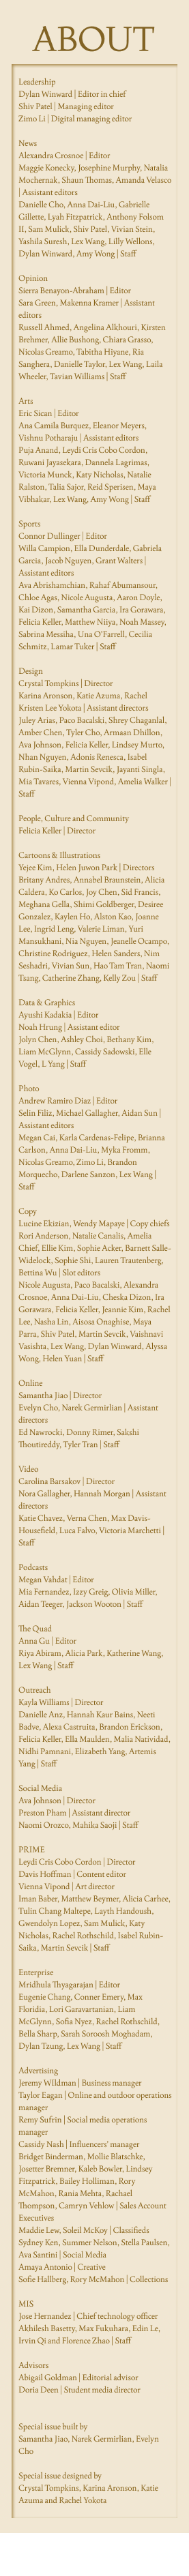 ABOUT
Leadership
Dylan Winward | Editor in chief
Shiv Patel | Managing editor
Zimo Li | Digital managing editor
News
Alexandra Crosnoe | Editor
Maggie Konecky, Josephine Murphy, Natalia
Mochernak, Shaun Thomas, Amanda Velasco
| Assistant editors
Danielle Cho, Anna Dai-Liu, Gabrielle
Gillette, Lyah Fitzpatrick, Anthony Folsom
II, Sam Mulick, Shiv Patel, Vivian Stein,
Yashila Suresh, Lex Wang, Lilly Wellons,
Dylan Winward, Amy Wong | Staff
Opinion
Sierra Benayon-Abraham | Editor
Sara Green, Makenna Kramer | Assistant
editors
Russell Ahmed, Angelina Alkhouri, Kirsten
Brehmer, Allie Bushong, Chiara Grasso,
Nicolas Greamo, Tabitha Hiyane, Ria
Sanghera, Danielle Taylor, Lex Wang, Laila
Wheeler, Tavian Williams | Staff
Arts
Eric Sican | Editor
Ana Camila Burquez, Eleanor Meyers,
Vishnu Potharaju | Assistant editors
Puja Anand, Leydi Cris Cobo Cordon,
Ruwani Jayasekara, Dannela Lagrimas,
Victoria Munck, Katy Nicholas, Natalie
Ralston, Talia Sajor, Reid Sperisen, Maya
Vibhakar, Lex Wang, Amy Wong | Staff
Sports
Connor Dullinger | Editor
Willa Campion, Ella Dunderdale, Gabriela
Garcia, Jacob Nguyen, Grant Walters |
Assistant editors
Ava Abrishamchian, Rahaf Abumansour,
Chloe Agas, Nicole Augusta, Aaron Doyle,
Kai Dizon, Samantha Garcia, Ira Gorawara,
Felicia Keller, Matthew Niiya, Noah Massey,
Sabrina Messiha, Una O'Farrell, Cecilia
Schmitz, Lamar Tuker | Staff
Design
Crystal Tompkins | Director
Karina Aronson, Katie Azuma, Rachel
Kristen Lee Yokota | Assistant directors
Juley Arias, Paco Bacalski, Shrey Chaganlal,
Amber Chen, Tyler Cho, Armaan Dhillon,
Ava Johnson, Felicia Keller, Lindsey Murto,
Nhan Nguyen, Adonis Renesca, Isabel
Rubin-Saika, Martin Sevcik, Jayanti Singla,
Mia Tavares, Vienna Vipond, Amelia Walker |
Staff
People, Culture and Community
Felicia Keller | Director
Cartoons & Illustrations
Yejee Kim, Helen Juwon Park | Directors
Britany Andres, Annabel Braunstein, Alicia
Caldera, Ko Carlos, Joy Chen, Sid Francis,
Meghana Gella, Shimi Goldberger, Desiree
Gonzalez, Kaylen Ho, Alston Kao, Joanne
Lee, Ingrid Leng, Valerie Liman, Yuri
Mansukhani, Nia Nguyen, Jeanelle Ocampo,
Christine Rodriguez, Helen Sanders, Nim
Seshadri, Vivian Sun, Hao Tam Tran, Naomi
Tsang, Catherine Zhang, Kelly Zou | Staff
Data & Graphics
Ayushi Kadakia | Editor
Noah Hrung | Assistant editor
Jolyn Chen, Ashley Choi, Bethany Kim,
Liam McGlynn, Cassidy Sadowski, Elle
Vogel, L Yang | Staff
Photo
Andrew Ramiro Diaz | Editor
Selin Filiz, Michael Gallagher, Aidan Sun |
Assistant editors
Megan Cai, Karla Cardenas-Felipe, Brianna
Carlson, Anna Dai-Liu, Myka Fromm,
Nicolas Greamo, Zimo Li, Brandon
Morquecho, Darlene Sanzon, Lex Wang |
Staff
Copy
Lucine Ekizian, Wendy Mapaye | Copy chiefs
Rori Anderson, Natalie Canalis, Amelia
Chief, Ellie Kim, Sophie Acker, Barnett Salle-
Widelock, Sophie Shi, Lauren Trautenberg,
Bettina Wu | Slot editors
Nicole Augusta, Paco Bacalski, Alexandra
Crosnoe, Anna Dai-Liu, Cheska Dizon, Ira
Gorawara, Felicia Keller, Jeannie Kim, Rachel
Lee, Nasha Lin, Aisosa Onaghise, Maya
Parra, Shiv Patel, Martin Sevcik, Vaishnavi
Vasishta, Lex Wang, Dylan Winward, Alyssa
Wong, Helen Yuan | Staff
Online
Samantha Jiao | Director
Evelyn Cho, Narek Germirlian | Assistant
directors
Ed Nawrocki, Donny Rimer, Sakshi
Thoutireddy, Tyler Tran | Staff
Video
Carolina Barsakov | Director
Nora Gallagher, Hannah Morgan | Assistant
directors
Katie Chavez, Verna Chen, Max Davis-
Housefield, Luca Falvo, Victoria Marchetti |
Staff
Podcasts
Megan Vahdat | Editor
Mia Fernandez, Izzy Greig, Olivia Miller,
Aidan Teeger, Jackson Wooton | Staff
The Quad
Anna Gu | Editor
Riya Abiram, Alicia Park, Katherine Wang,
Lex Wang | Staff
Outreach
Kayla Williams | Director
Danielle Anz, Hannah Kaur Bains, Neeti
Badve, Alexa Castruita, Brandon Erickson,
Felicia Keller, Ella Maulden, Malia Natividad,
Nidhi Pamnani, Elizabeth Yang, Artemis
Yang | Staff
Social Media
Ava Johnson | Director
Preston Pham | Assistant director
Naomi Orozco, Mahika Saoji | Staff
PRIME
Leydi Cris Cobo Cordon | Director
Davis Hoffman | Content editor
Vienna Vipond | Art director
Iman Baber, Matthew Beymer, Alicia Carhee,
Tulin Chang Maltepe, Layth Handoush,
Gwendolyn Lopez, Sam Mulick, Katy
Nicholas, Rachel Rothschild, Isabel Rubin-
Saika, Martin Sevcik | Staff
Enterprise
Mridhula Thyagarajan | Editor
Eugenie Chang, Conner Emery, Max
Floridia, Lori Garavartanian, Liam
McGlynn, Sofia Nyez, Rachel Rothschild,
Bella Sharp, Sarah Soroosh Moghadam,
Dylan Tzung, Lex Wang | Staff
Advertising
Jeremy WIldman | Business manager
Taylor Eagan | Online and outdoor operations
manager
Remy Sufrin | Social media operations
manager
Cassidy Nash | Influencers' manager
Bridget Binderman, Mollie Blatschke,
Josetter Bremner, Kaleb Bowler, Lindsey
Fitzpatrick, Bailey Holliman, Rory
McMahon, Rania Mehta, Rachael
Thompson, Camryn Vehlow | Sales Account
Executives
Maddie Lew, Soleil McKoy | Classifieds
Sydney Ken, Summer Nelson, Stella Paulsen,
Ava Santini | Social Media
Amaya Antonio | Creative
Sofie Hallberg, Rory McMahon | Collections
MIS
Jose Hernandez | Chief technology officer
Akhilesh Basetty, Max Fukuhara, Edin Le,
Irvin Qi and Florence Zhao | Staff
Advisors
Abigail Goldman | Editorial advisor
Doria Deen | Student media director
Special issue built by
Samantha Jiao, Narek Germirlian, Evelyn
Cho
Special issue designed by
Crystal Tompkins, Karina Aronson, Katie
Azuma and Rachel Yokota